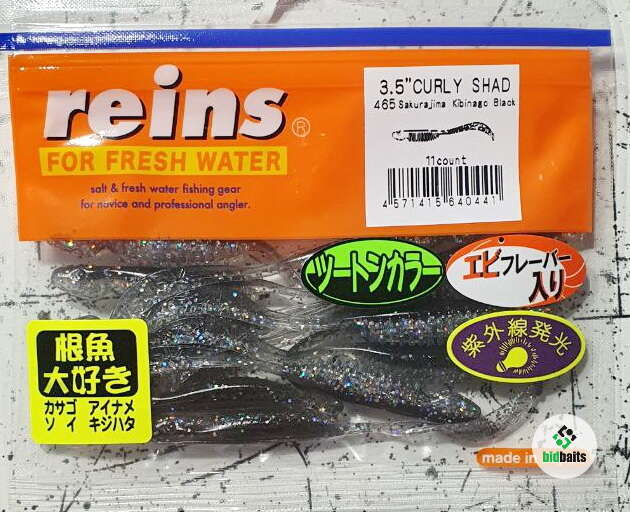 reins®
FOR FRESH WATER
salt & fresh water fishing gear
for novice and professional angler.
3.5"CURLY SHAD
465 Sakurajima Kibinago Black
11count
4 571415 640441
ツートンカラー
エビフレーバー
入り
紫外線発光
根魚
大好き
カサゴ アイナメ
ソイ キジハタ
made in
bidbaits